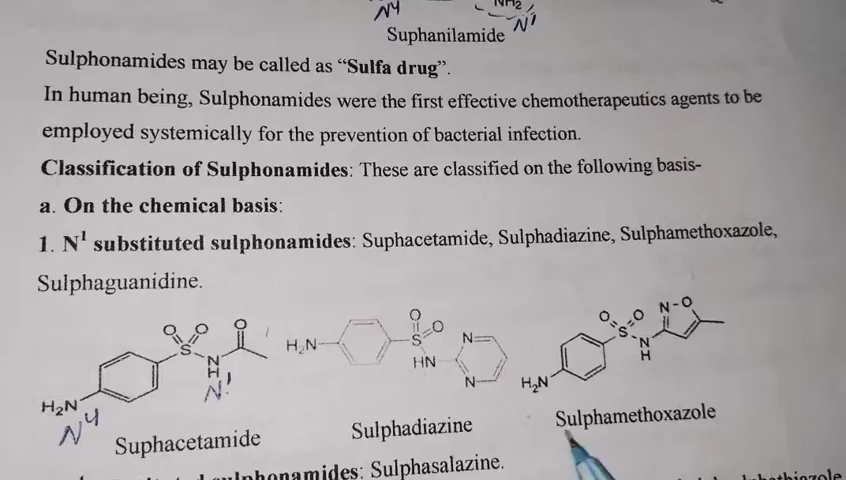 N4 NH2 N1
Suphanilamide
Sulphonamides may be called as “Sulfa drug”.
In human being, Sulphonamides were the first effective chemotherapeutics agents to be
employed systemically for the prevention of bacterial infection.
Classification of Sulphonamides: These are classified on the following basis-
a. On the chemical basis:
1. N¹ substituted sulphonamides: Suphacetamide, Sulphadiazine, Sulphamethoxazole,
Sulphaguanidine.
O O O S N H H₂N N4 N1
O O S HN N N H₂N
O O S N H N-O H₂N
Suphacetamide Sulphadiazine Sulphamethoxazole
sulphonamides: Sulphasalazine.